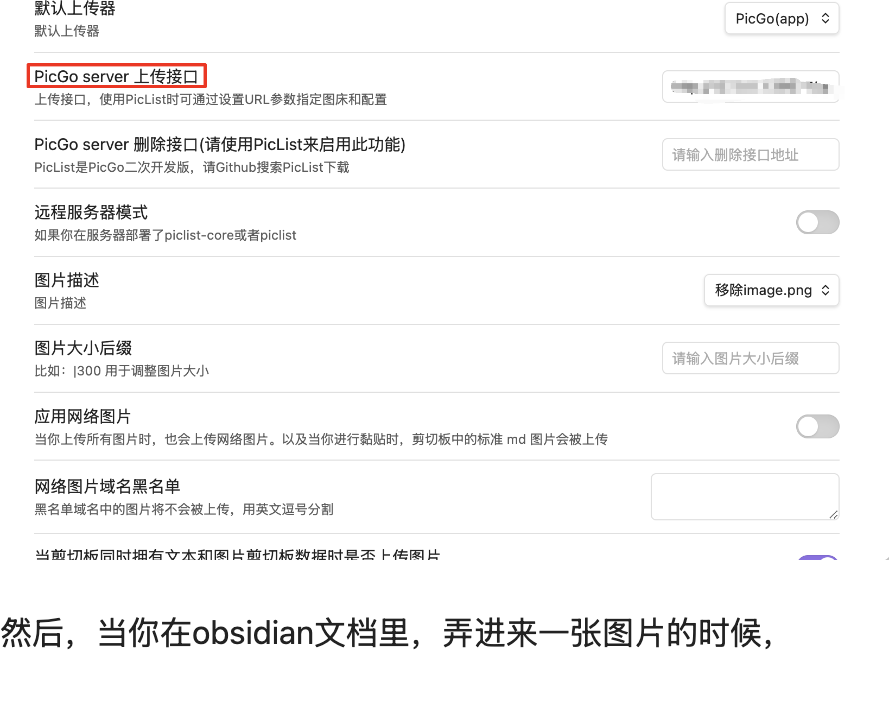 默认上传器
默认上传器
PicGo(app)
PicGo server 上传接口
上传接口，使用PicList时可通过设置URL参数指定图床和配置
PicGo server 删除接口(请使用PicList来启用此功能)
PicList是PicGo二次开发版，请Github搜索PicList下载
请输入删除接口地址
远程服务器模式
如果你在服务器部署了piclist-core或者piclist
图片描述
图片描述
移除image.png
图片大小后缀
比如：|300 用于调整图片大小
请输入图片大小后缀
应用网络图片
当你上传所有图片时，也会上传网络图片。以及当你进行黏贴时，剪切板中的标准 md 图片会被上传
网络图片域名黑名单
黑名单域名中的图片将不会被上传，用英文逗号分割
当剪切板同时拥有文本和图片剪切板数据时是否上传图片
然后，当你在obsidian文档里，弄进来一张图片的时候，